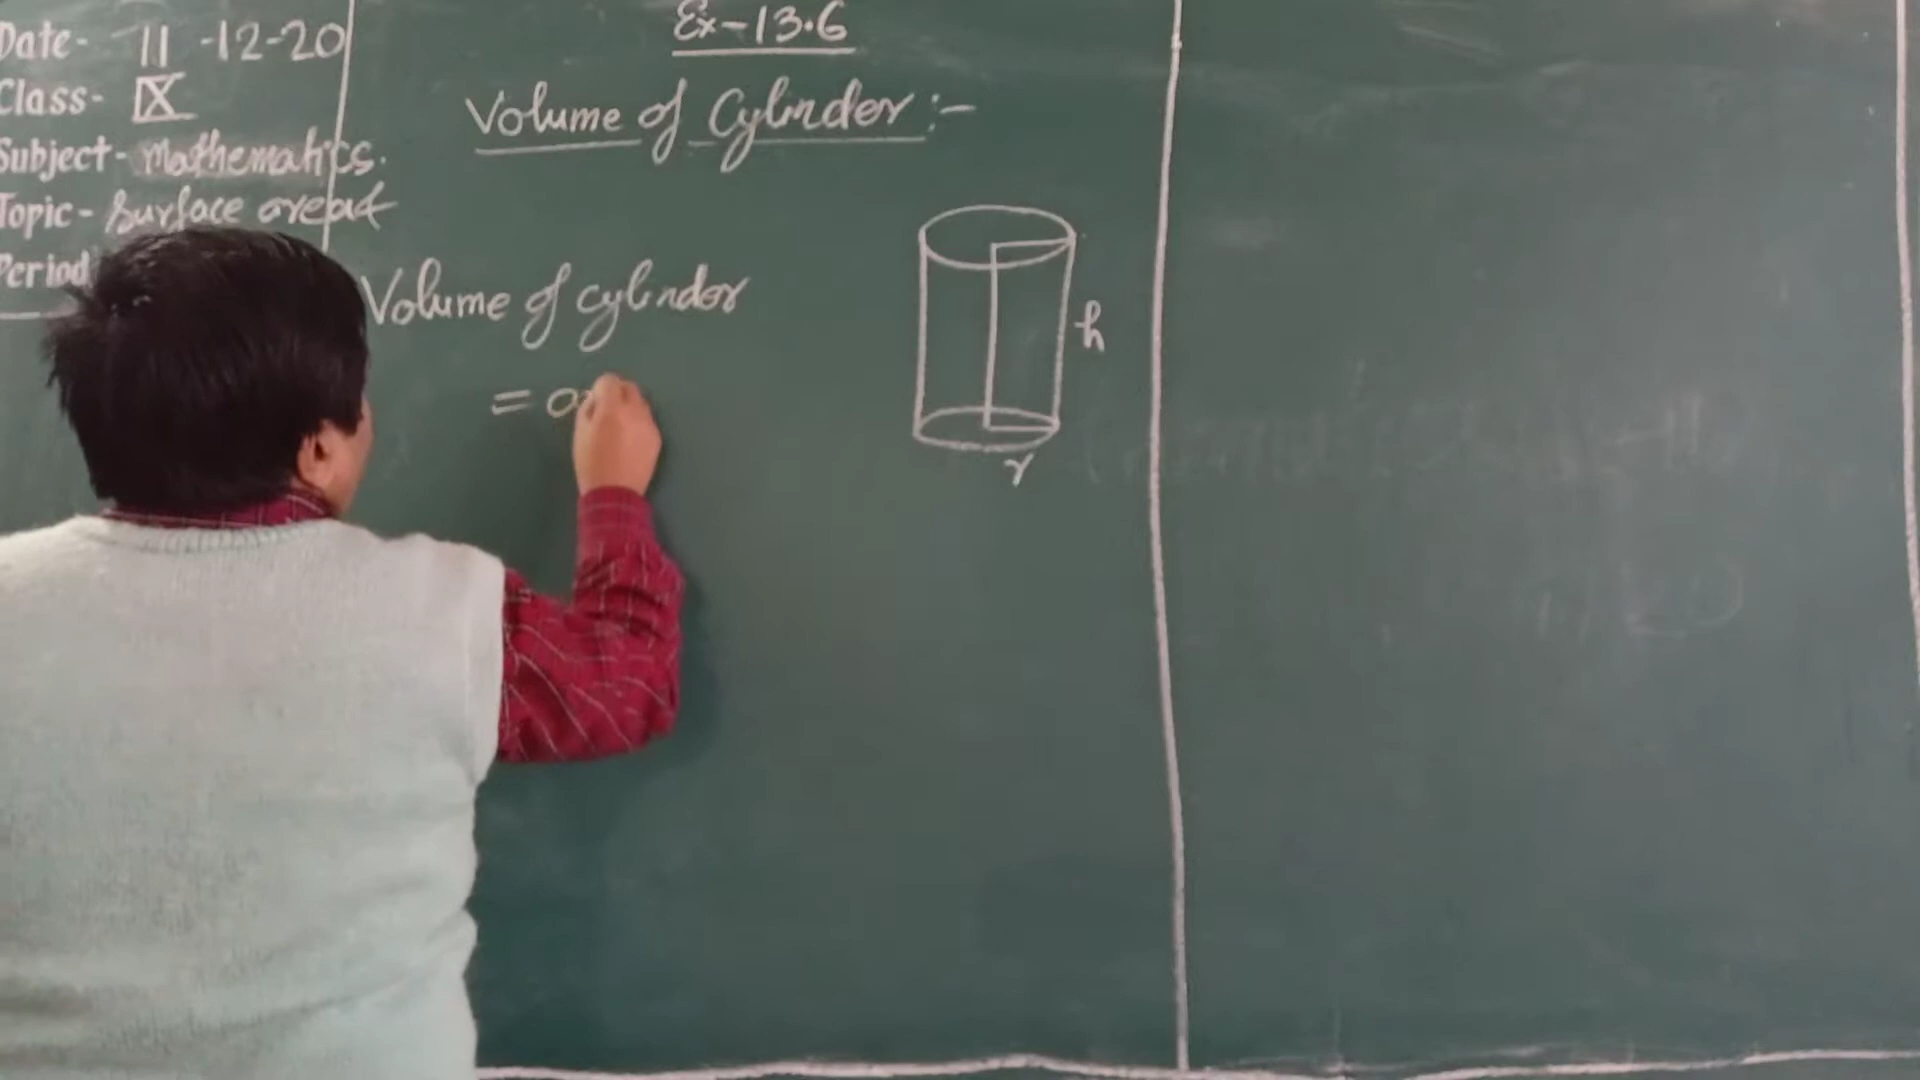 Date- 11-12-20
Class- IX
Subject- Mathematics.
Topic- Surface area
Period
Ex-13.6
Volume of Cylinder:-
Volume of cylinder
=
h
r